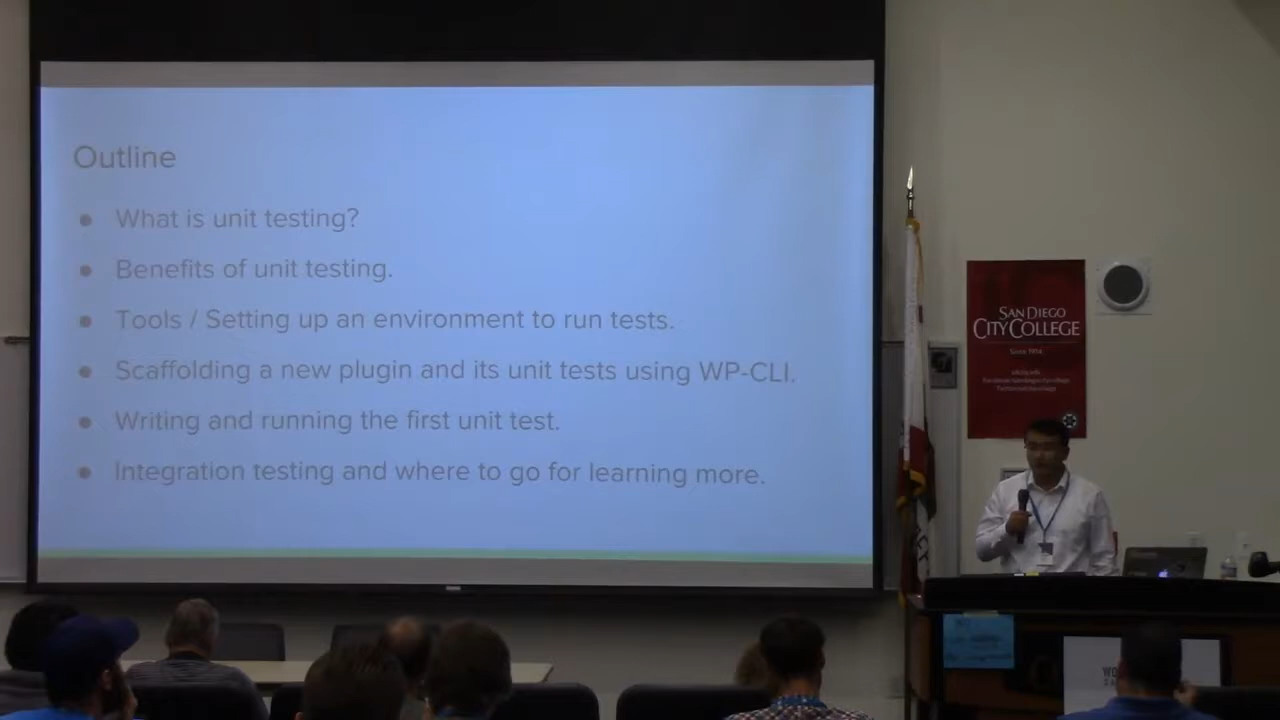 Outline
● What is unit testing?
● Benefits of unit testing.
● Tools / Setting up an environment to run tests.
● Scaffolding a new plugin and its unit tests using WP-CLI.
● Writing and running the first unit test.
● Integration testing and where to go for learning more.
SAN DIEGO
CITY COLLEGE
Since 1914